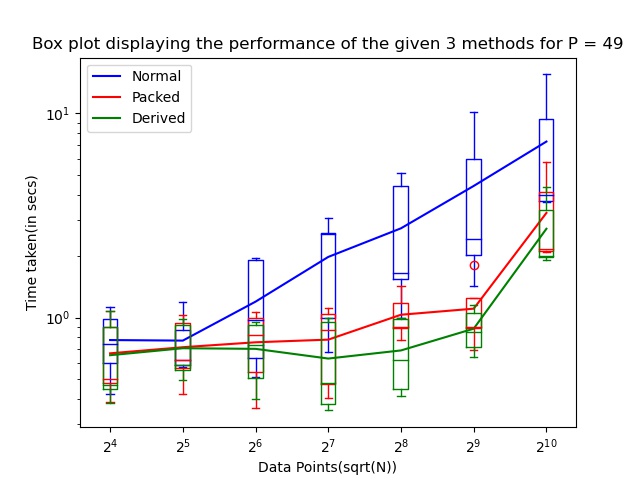 Box plot displaying the performance of the given 3 methods for P = 49
Normal
Packed
Derived
Time taken(in secs)
10¹
10⁰
2⁴ 2⁵ 2⁶ 2⁷ 2⁸ 2⁹ 2¹⁰
Data Points(sqrt(N))